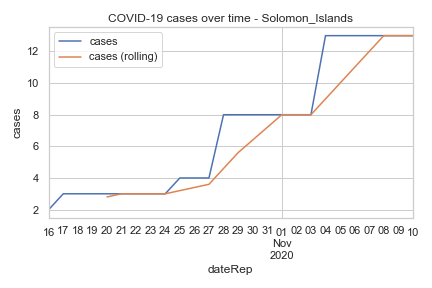 COVID-19 cases over time - Solomon_Islands
cases
cases (rolling)
12
10
8
6
4
2
cases
16 17 18 19 20 21 22 23 24 25 26 27 28 29 30 31 01 02 03 04 05 06 07 08 09 10
Nov
2020
dateRep